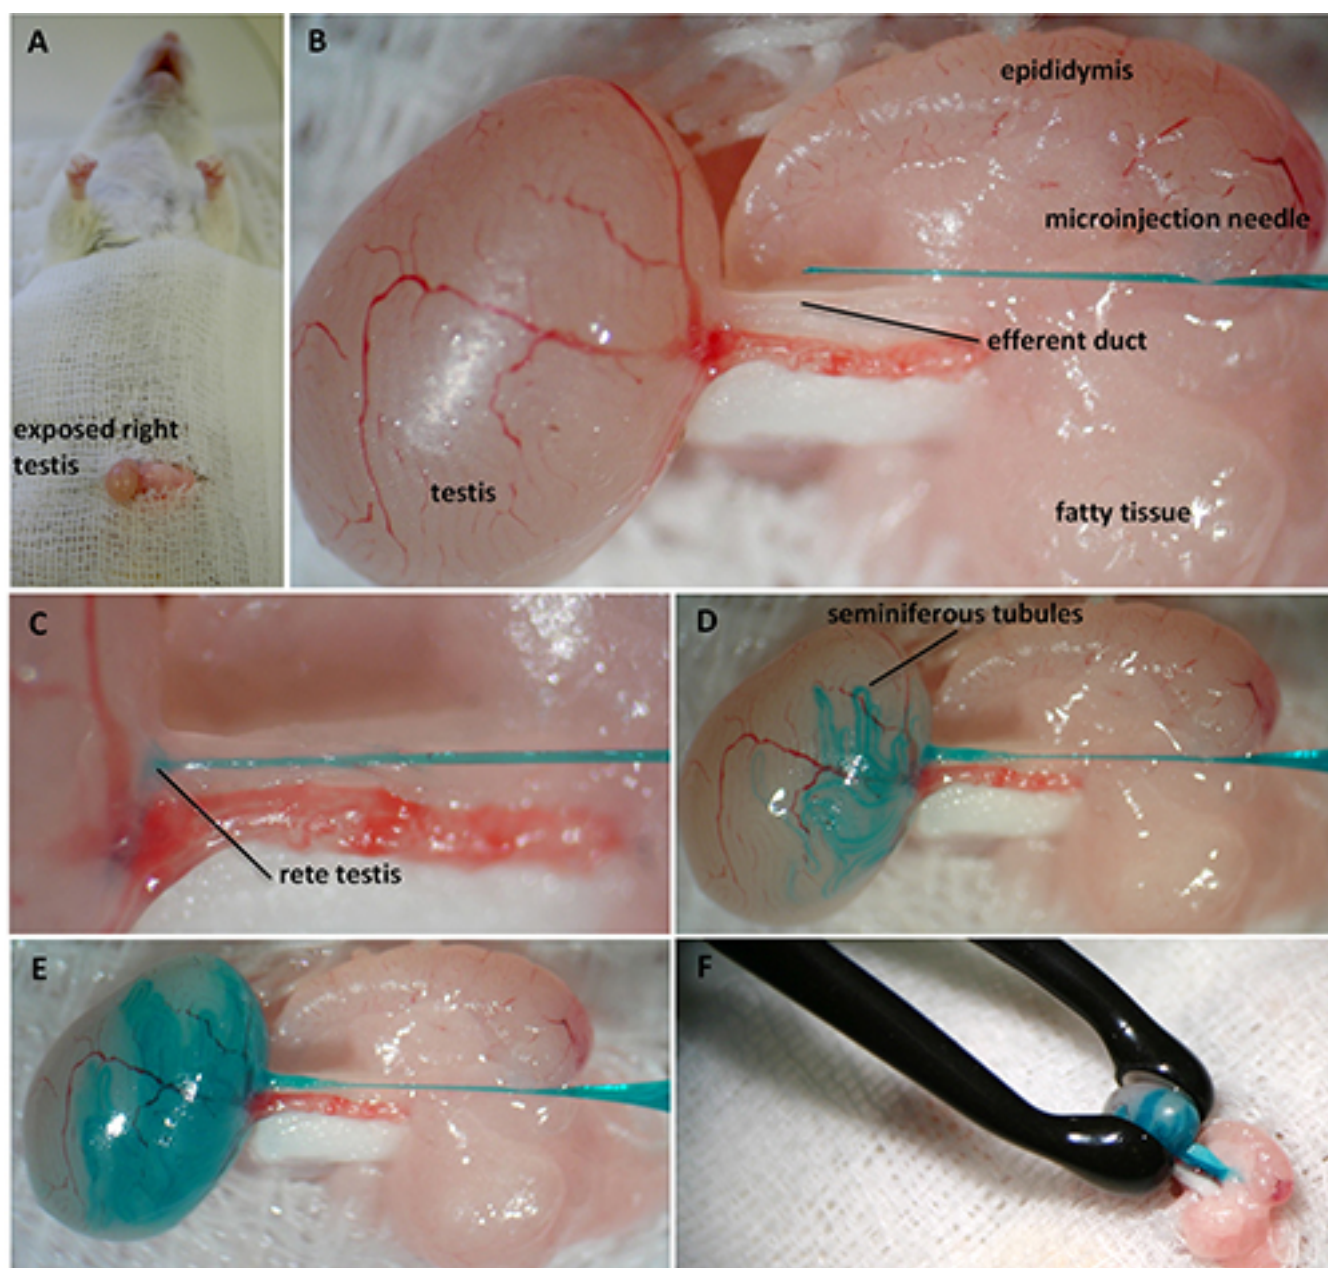 A
B
epididymis
microinjection needle
efferent duct
exposed right
testis
testis
fatty tissue
C
rete testis
D
seminiferous tubules
E
F